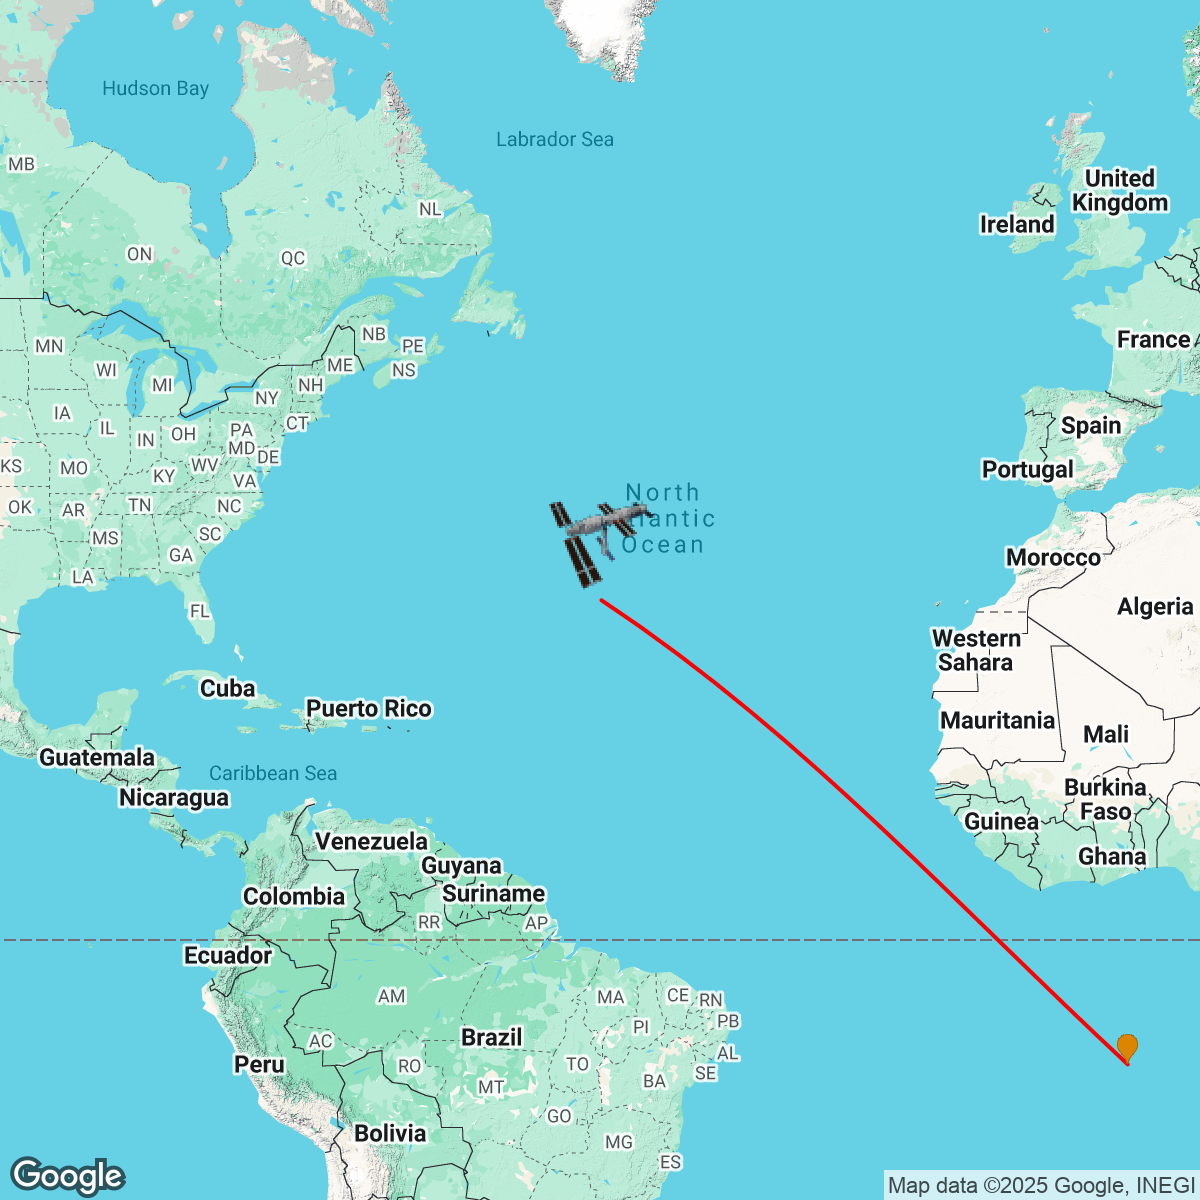 Hudson Bay
Labrador Sea
MB
United
Kingdom
NL
Ireland
ON
QC
NB
PE
MN
ME
NS
France
WI
MI
NH
NY
IA
CT
IL
IN
OH
PA
Spain
MD
DE
KS
MO
WV
Portugal
KY
VA
North
OK
AR
TN
NC
lantic
MS
SC
Ocean
GA
Morocco
LA
FL
Algeria
Western
Sahara
Cuba
Puerto Rico
Mauritania
Mali
Guatemala
Caribbean Sea
Burkina
Faso
Nicaragua
Guinea
Venezuela
Ghana
Guyana
Suriname
Colombia
RR
AP
Ecuador
AM
MA
CE
RN
PB
PI
Brazil
AC
AL
Peru
RO
TO
SE
MT
BA
GO
Bolivia
MG
ES
Google
Map data ©2025 Google, INEGI